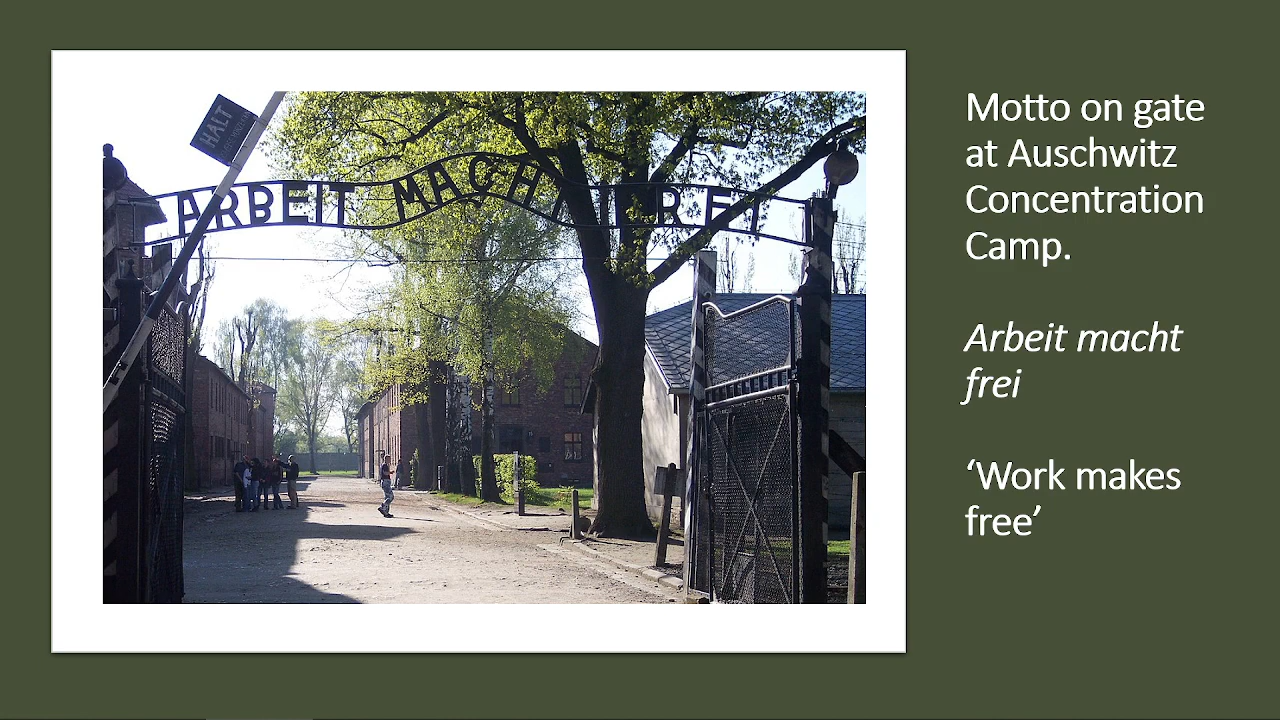 HALT
ARBEIT MACHT FREI
Motto on gate
at Auschwitz
Concentration
Camp.
Arbeit macht
frei
‘Work makes
free’